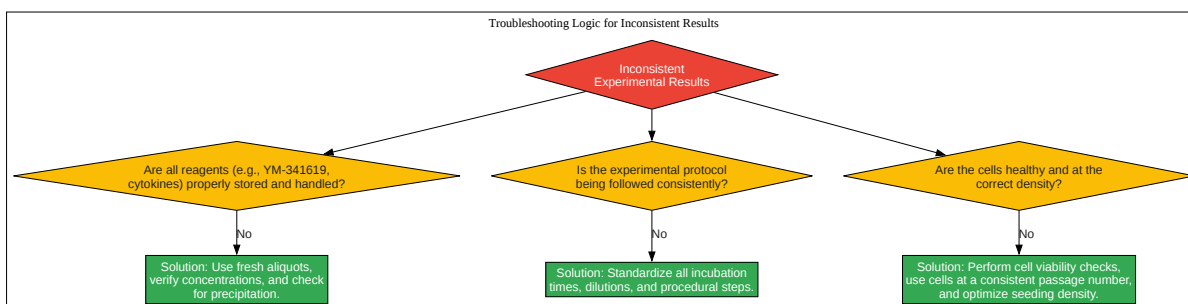 Troubleshooting Logic for Inconsistent Results
Inconsistent
Experimental Results
Are all reagents (e.g., YM-341619,
cytokines) properly stored and handled?
Is the experimental protocol
being followed consistently?
Are the cells healthy and at the
correct density?
No
No
No
Solution: Use fresh aliquots,
verify concentrations, and check
for precipitation.
Solution: Standardize all incubation
times, dilutions, and procedural steps.
Solution: Perform cell viability checks,
use cells at a consistent passage number,
and optimize seeding density.